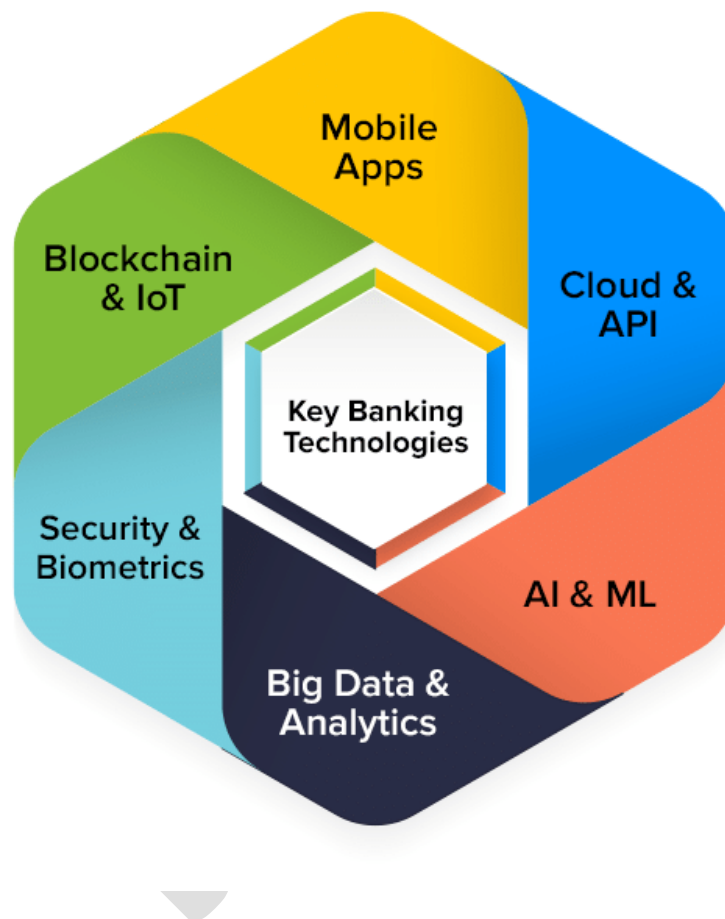 Mobile
Apps
Blockchain
& IoT
Cloud &
API
Key Banking
Technologies
Security &
Biometrics
AI & ML
Big Data &
Analytics